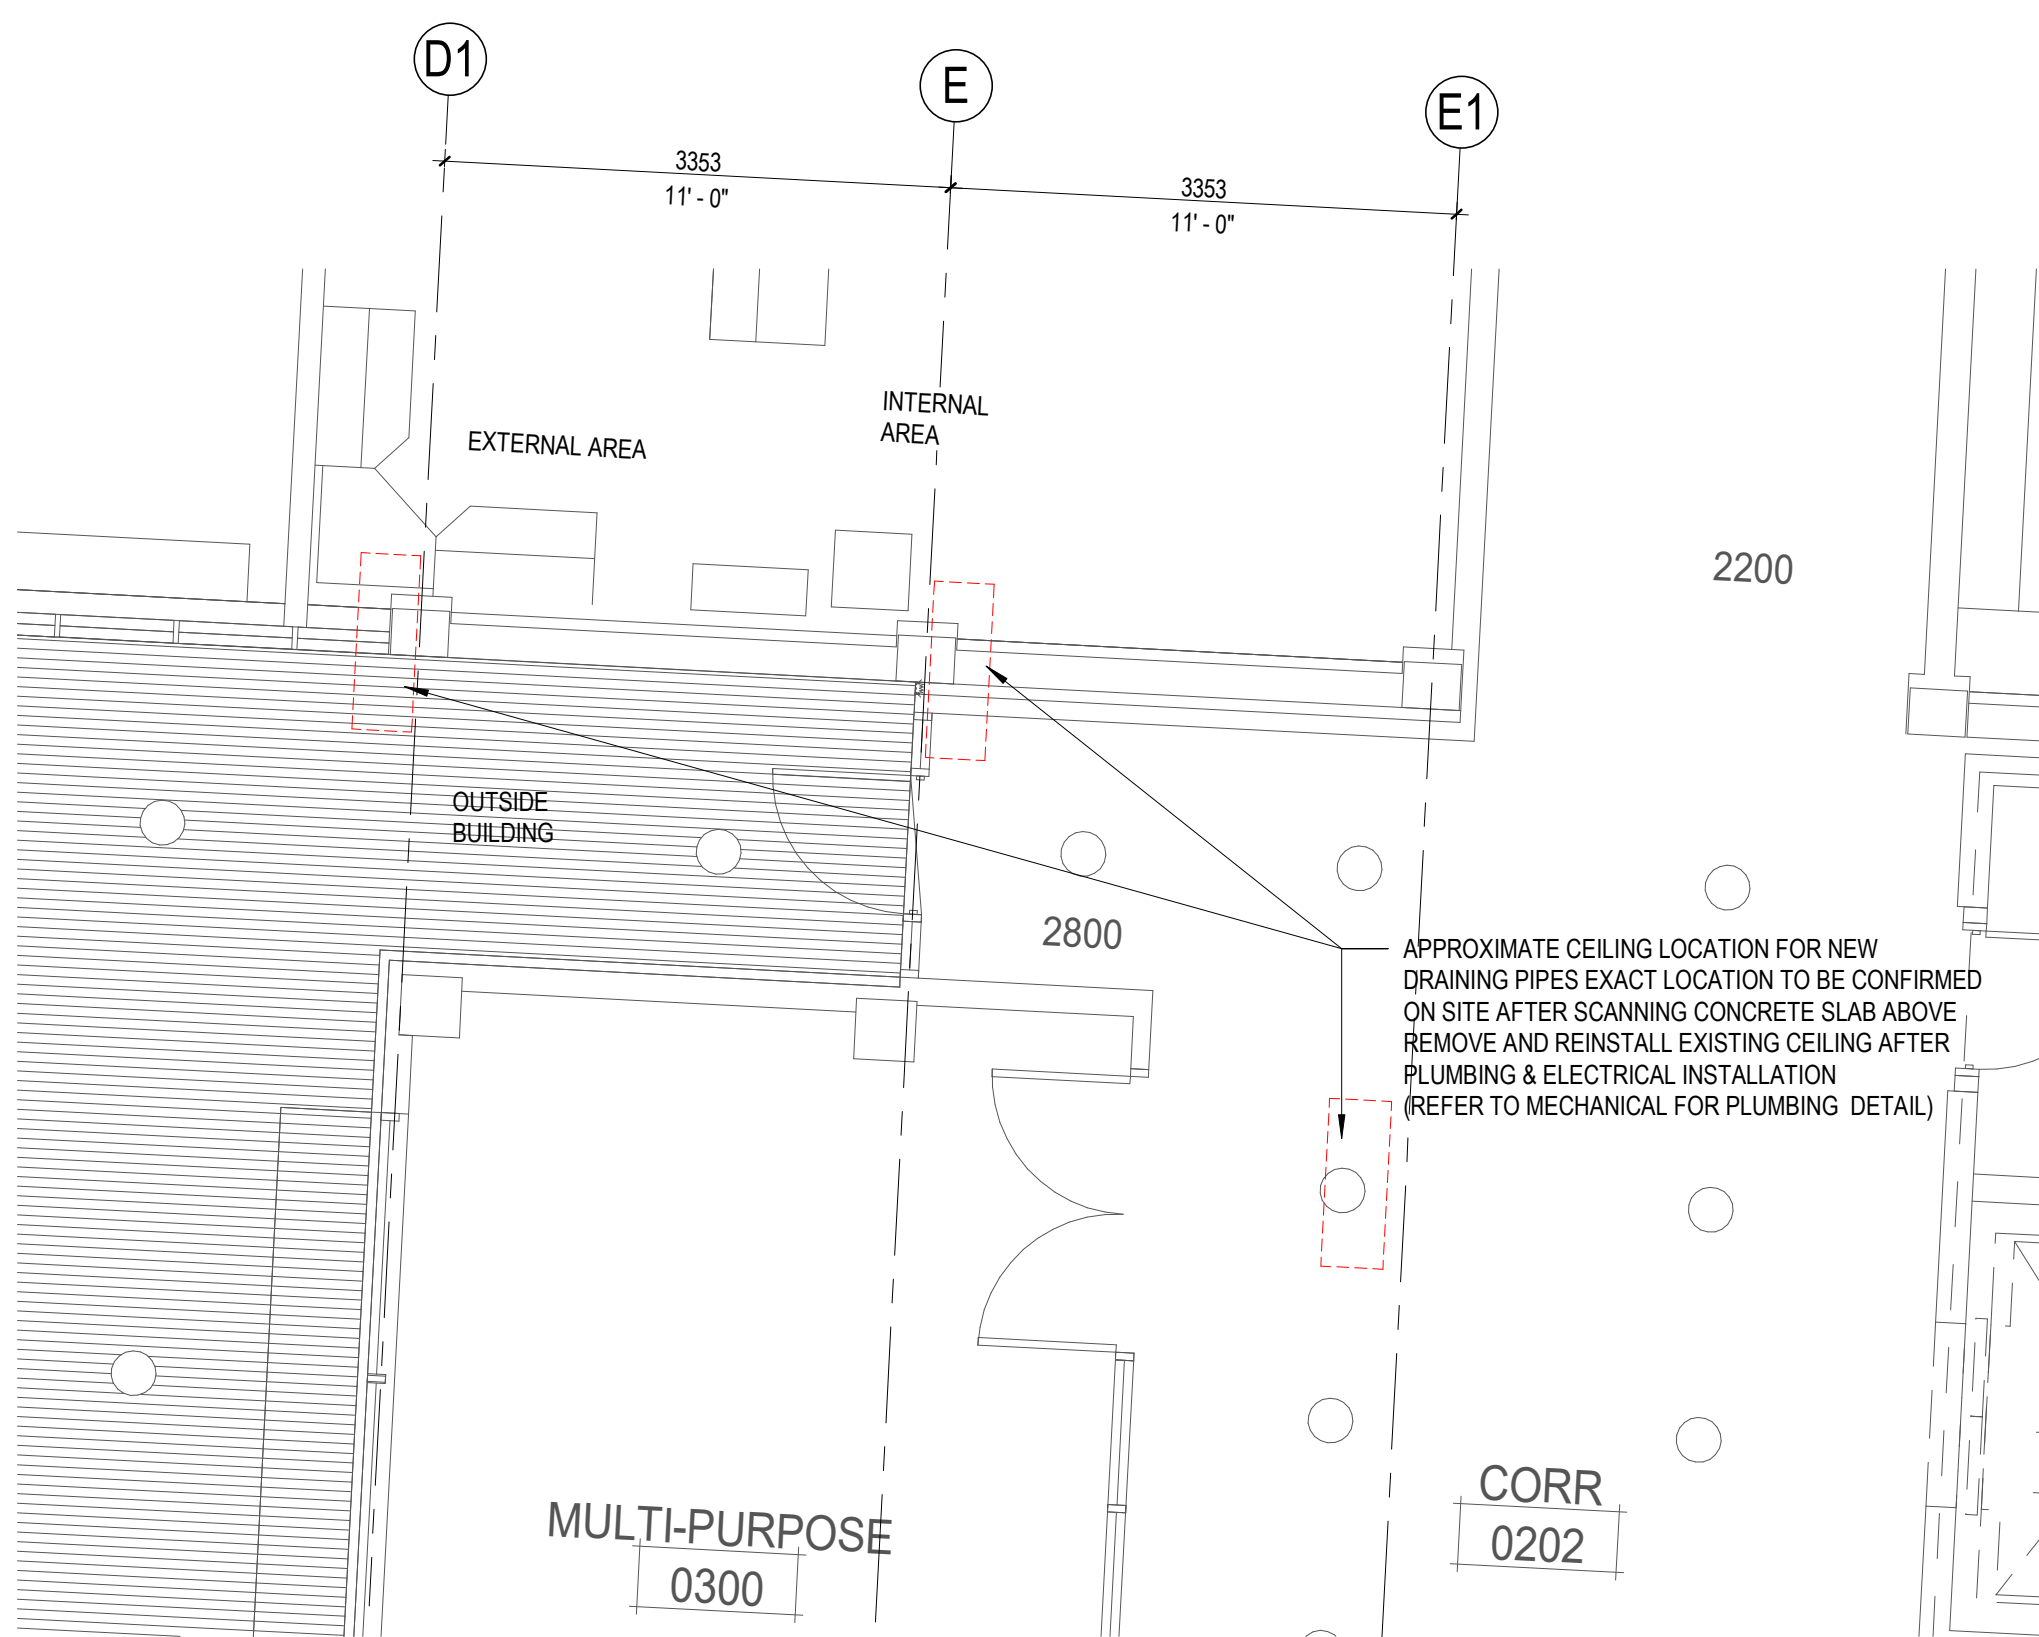 D1
E
E1
3353
11' - 0"
3353
11' - 0"
INTERNAL
AREA
EXTERNAL AREA
2200
OUTSIDE
BUILDING
2800
APPROXIMATE CEILING LOCATION FOR NEW
DRAINING PIPES EXACT LOCATION TO BE CONFIRMED
ON SITE AFTER SCANNING CONCRETE SLAB ABOVE
REMOVE AND REINSTALL EXISTING CEILING AFTER
PLUMBING & ELECTRICAL INSTALLATION
(REFER TO MECHANICAL FOR PLUMBING DETAIL)
CORR
0202
MULTI-PURPOSE
0300